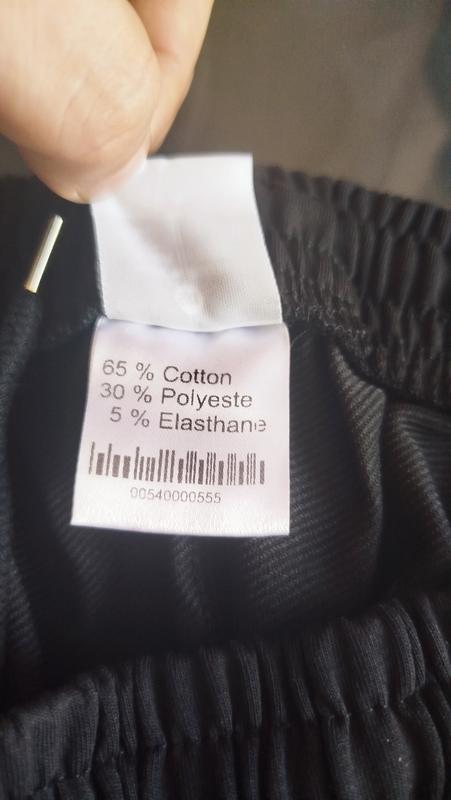 65 % Cotton
30 % Polyeste
5 % Elasthane
00540000555